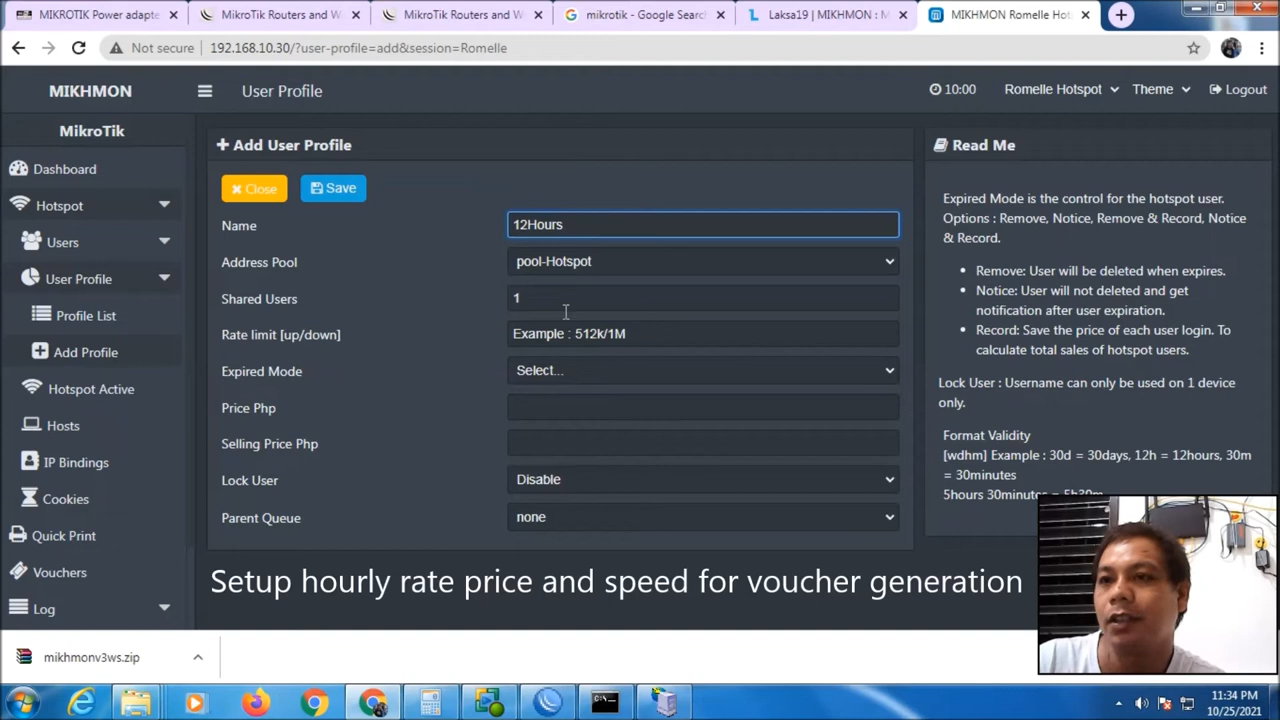 MIKROTIK Power adapte
MikroTik Routers and W
MikroTik Routers and W
mikrotik - Google Searc
Laksa19 | MIKHMON : M
MIKHMON Romelle Hot
Not secure
192.168.10.30/?user-profile=add&session=Romelle
MIKHMON
User Profile
10:00
Romelle Hotspot
Theme
Logout
MikroTik
Dashboard
Hotspot
Users
User Profile
Profile List
Add Profile
Hotspot Active
Hosts
IP Bindings
Cookies
Quick Print
Vouchers
Log
Add User Profile
Close
Save
Name
12Hours
Address Pool
pool-Hotspot
Shared Users
1
Rate limit [up/down]
Example : 512k/1M
Expired Mode
Select...
Price Php
Selling Price Php
Lock User
Disable
Parent Queue
none
Read Me
Expired Mode is the control for the hotspot user.
Options : Remove, Notice, Remove & Record, Notice
& Record.
Remove: User will be deleted when expires.
Notice: User will not deleted and get
notification after user expiration.
Record: Save the price of each user login. To
calculate total sales of hotspot users.
Lock User : Username can only be used on 1 device
only.
Format Validity
[wdhm] Example : 30d = 30days, 12h = 12hours, 30m
= 30minutes
5hours 30minutes = 5h30m
Setup hourly rate price and speed for voucher generation
mikhmonv3ws.zip
11:34 PM
10/25/2021